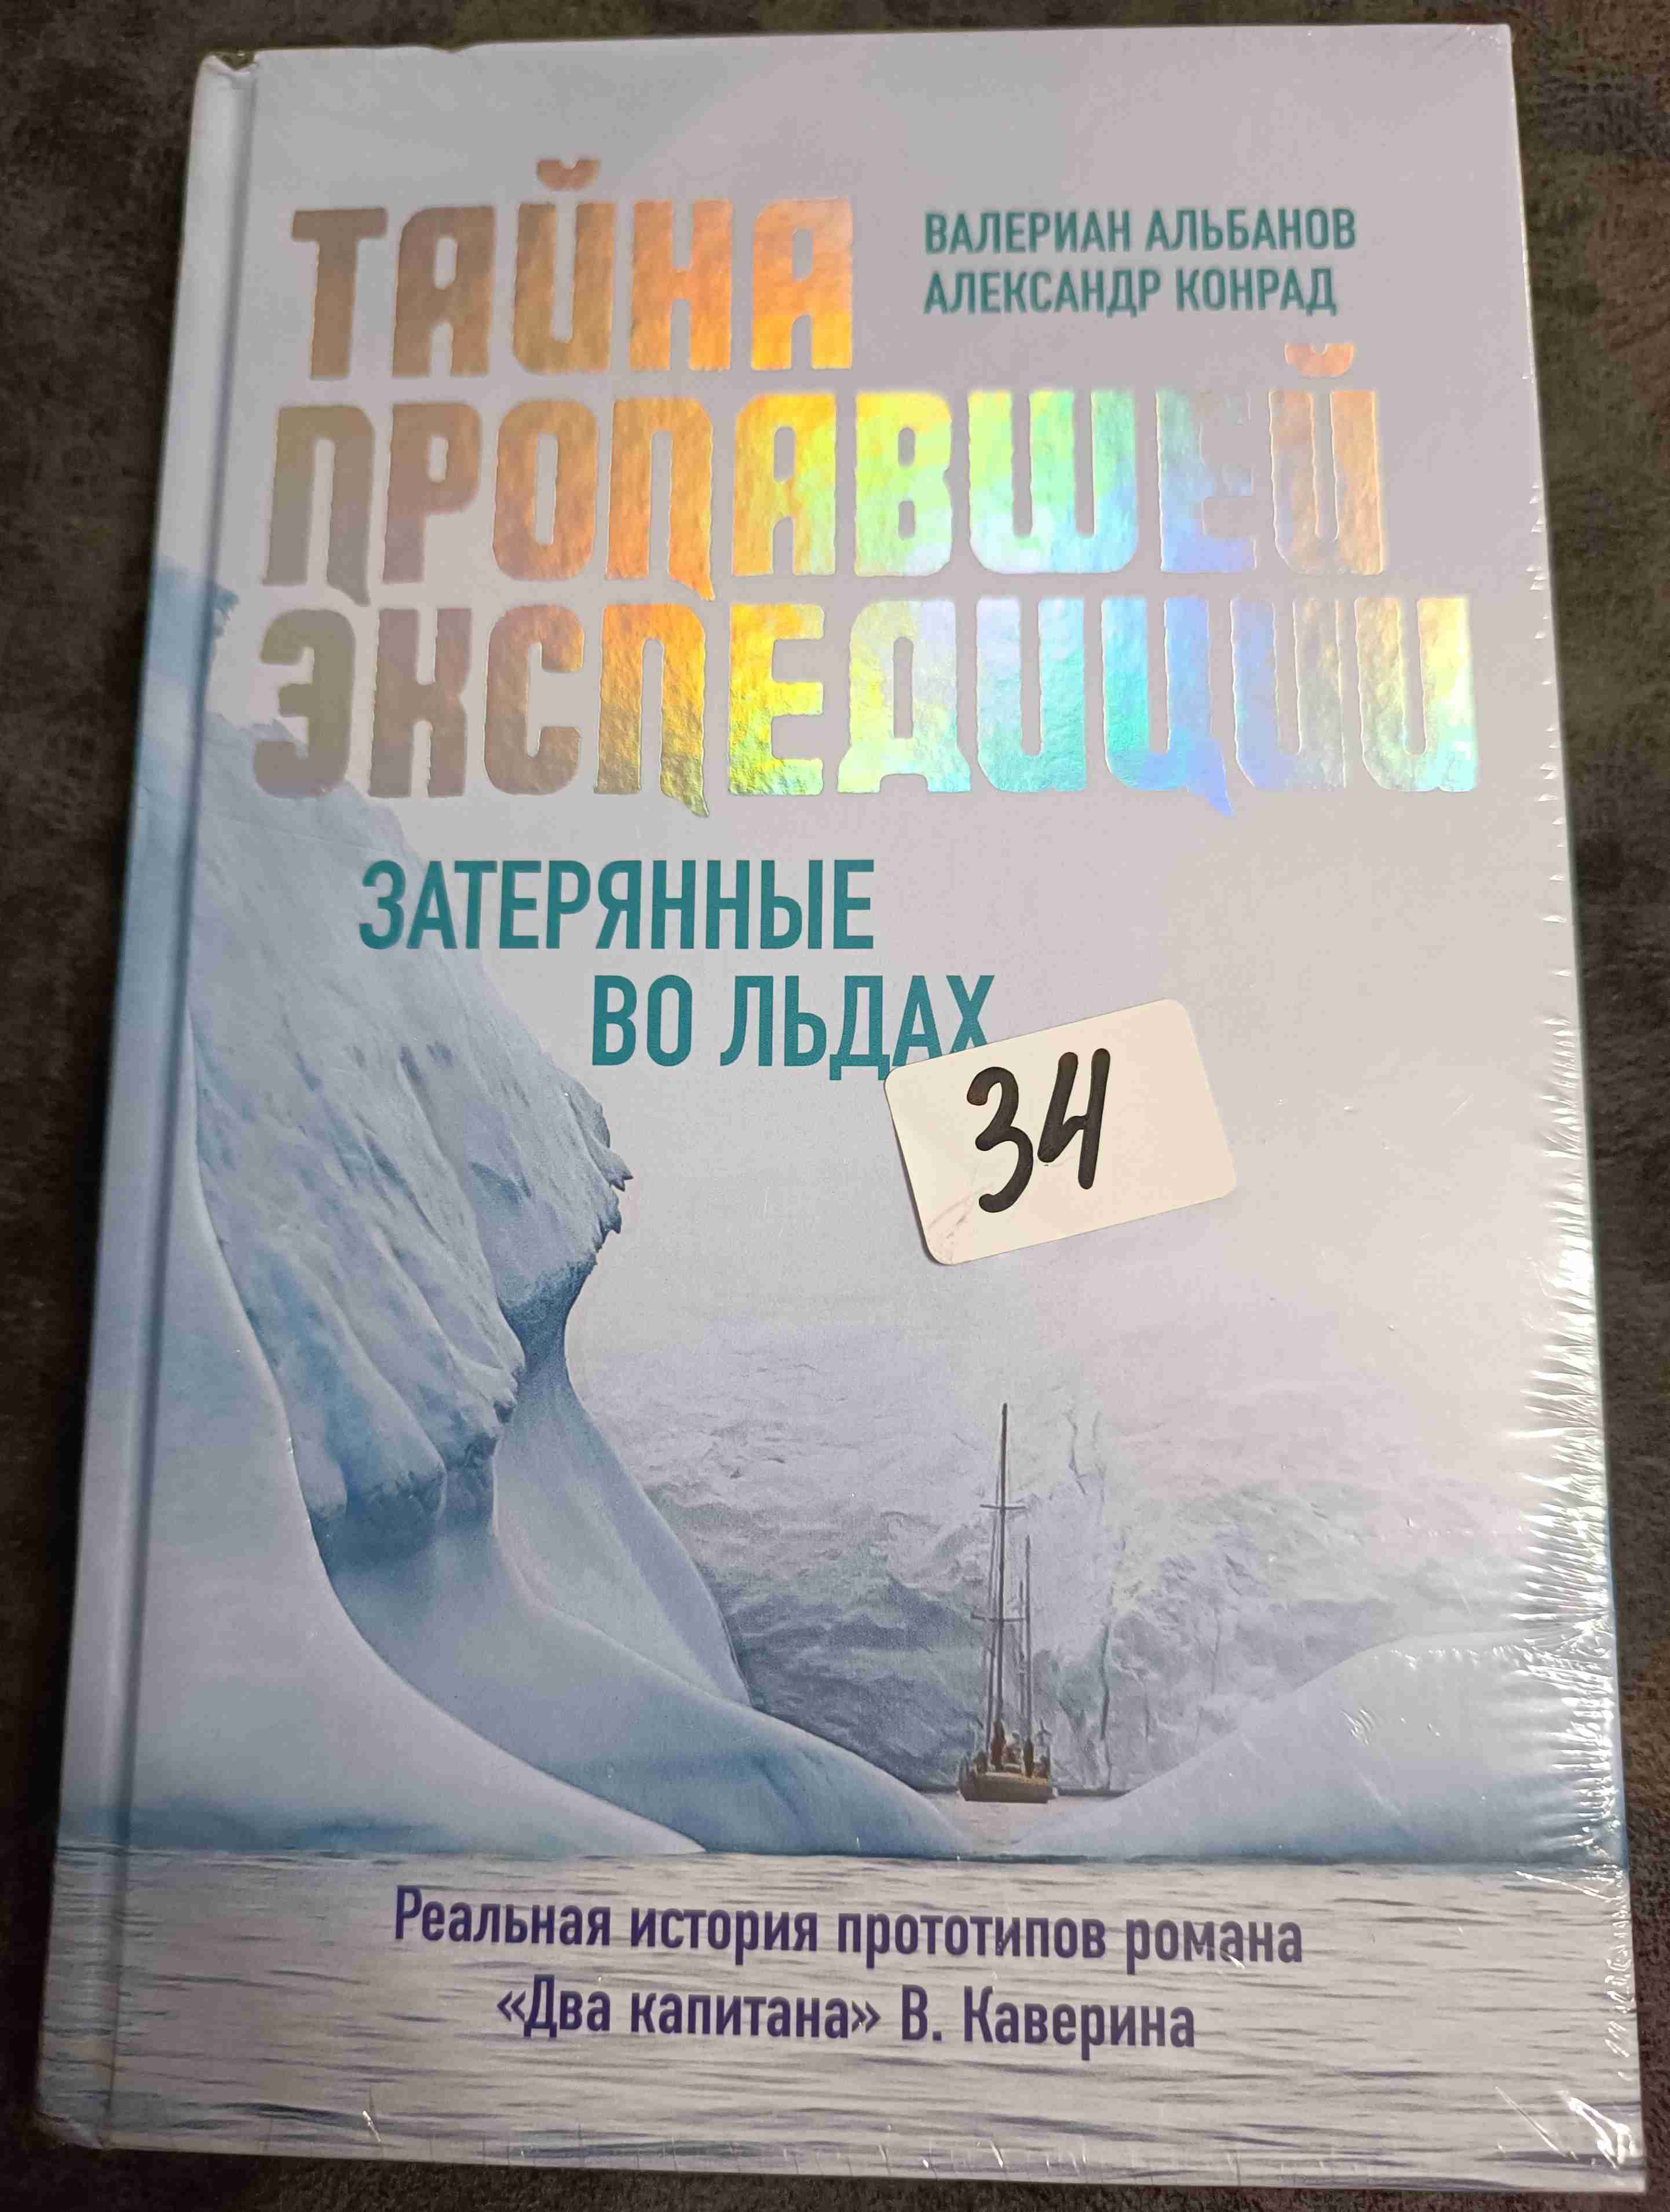 ТАЙНА
ВАЛЕРИАН АЛЬБАНОВ
АЛЕКСАНДР КОНРАД
ПРОПАВШЕЙ
ЭКСПЕДИЦИИ
ЗАТЕРЯННЫЕ
ВО ЛЬДАХ
34
Реальная история прототипов романа
«Два капитана» В. Каверина